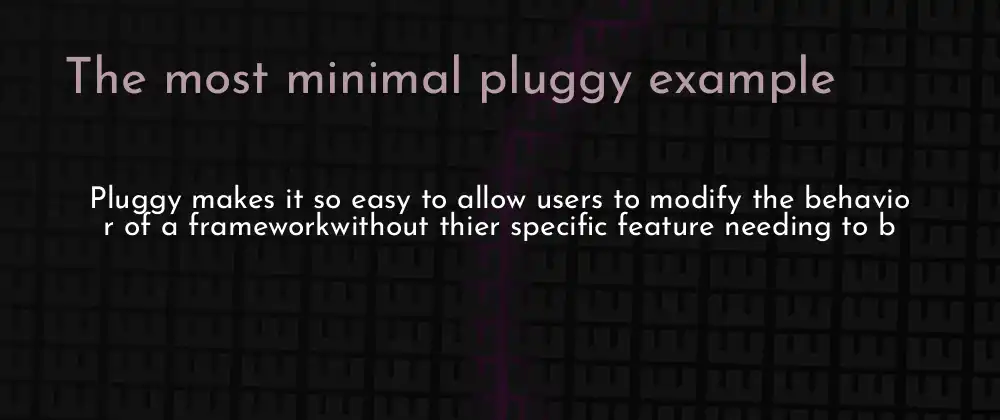 The most minimal pluggy example
Pluggy makes it so easy to allow users to modify the behavio
r of a frameworkwithout thier specific feature needing to b